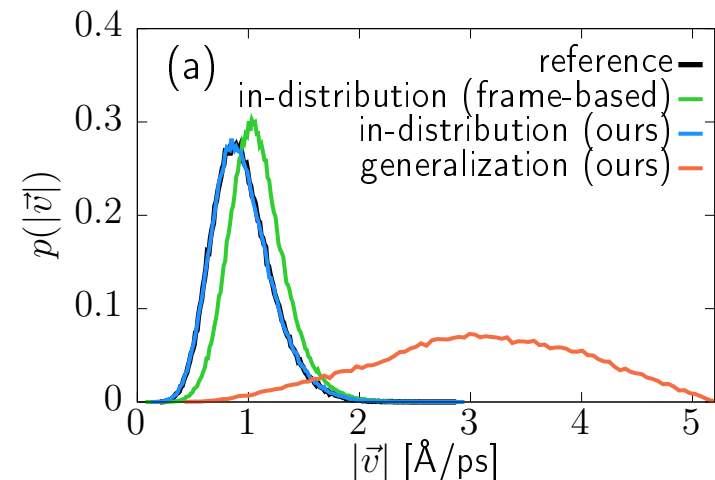 (a)
reference
in-distribution (frame-based)
in-distribution (ours)
generalization (ours)
p(|v⃗|)
0.4
0.3
0.2
0.1
0
0 1 2 3 4 5
|v⃗| [Å/ps]